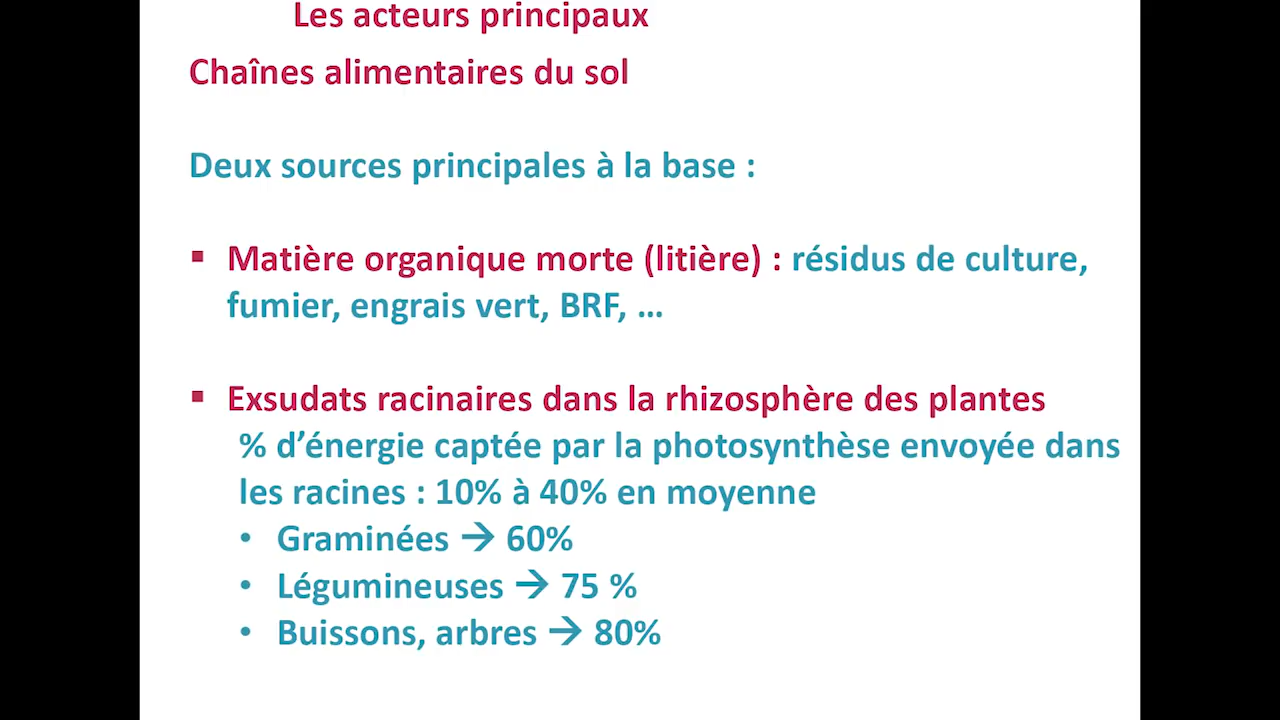 Les acteurs principaux
Chaînes alimentaires du sol
Deux sources principales à la base :
▪ Matière organique morte (litière) : résidus de culture,
fumier, engrais vert, BRF, …
▪ Exsudats racinaires dans la rhizosphère des plantes
% d’énergie captée par la photosynthèse envoyée dans
les racines : 10% à 40% en moyenne
• Graminées → 60%
• Légumineuses → 75 %
• Buissons, arbres → 80%